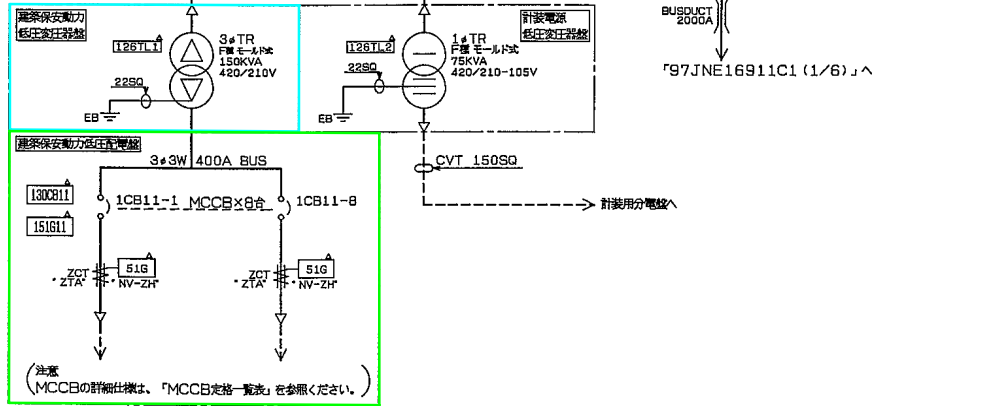 建築保安動力
低圧変圧器盤
126TL1
3φTR
F種 モールド式
150KVA
420/210V
22SQ
EB
計装電源
低圧変圧器盤
126TL2
1φTR
F種 モールド式
75KVA
420/210-105V
22SQ
EB
BUSDUCT
2000A
「97JNE16911C1(1/6)」へ
建築保安動力低圧配電盤
3φ3W 400A BUS
CVT 150SQ
計装用分電盤へ
130CB11
151G11
1CB11-1 MCCB×8台 1CB11-8
ZCT
"ZTA"
51G
"NV-ZH"
ZCT
"ZTA"
51G
"NV-ZH"
注意
MCCBの詳細仕様は、「MCCB定格一覧表」を参照ください。